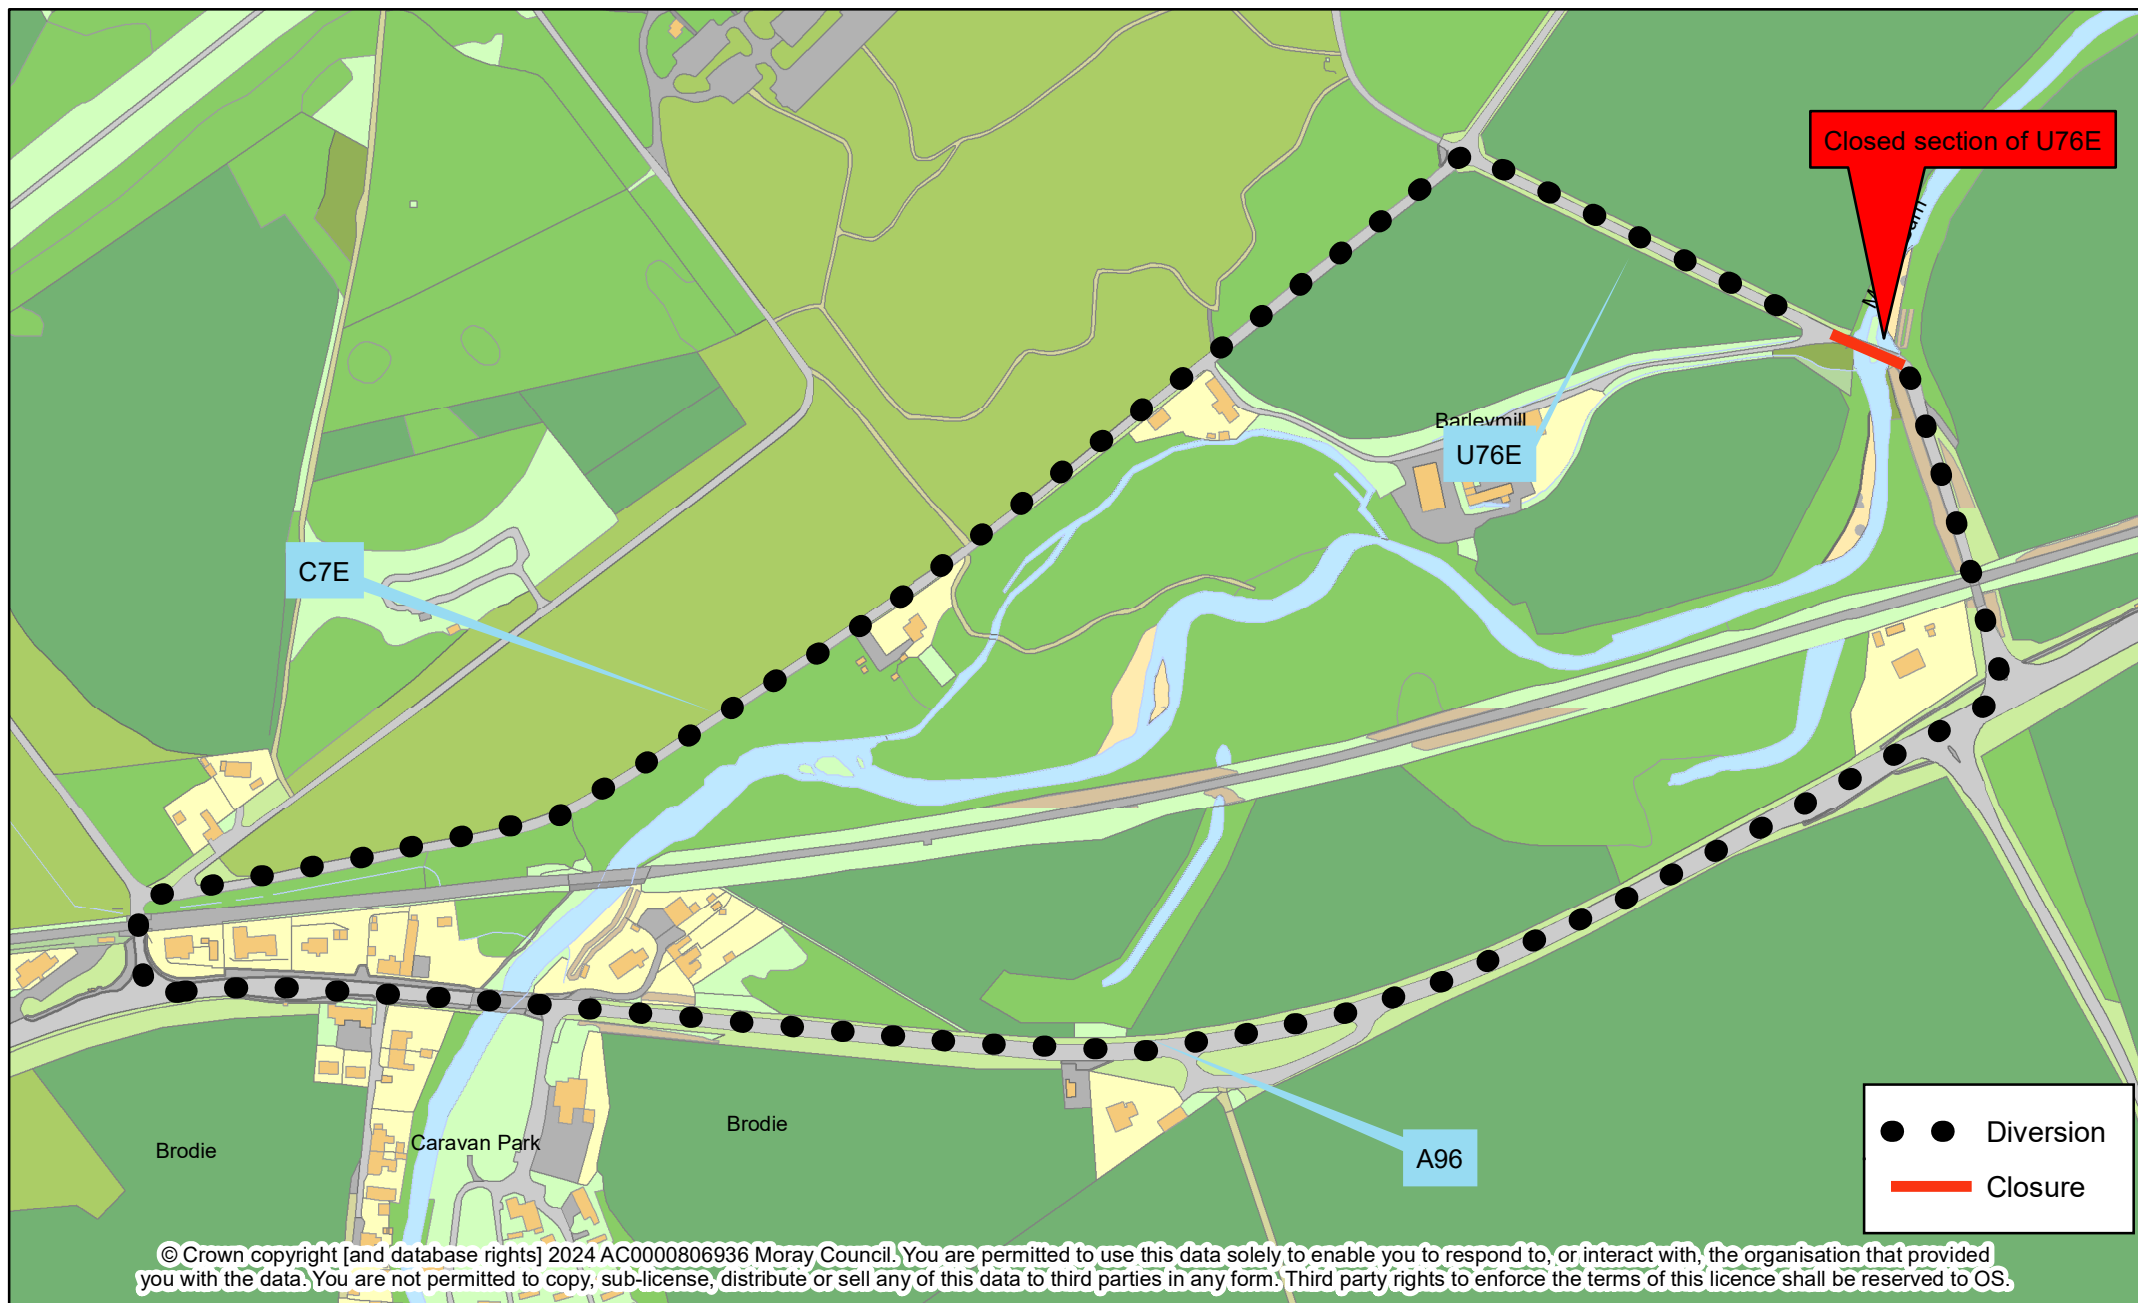 Closed section of U76E
Barleymill
U76E
C7E
A96
Brodie
Caravan Park
Brodie
Diversion
Closure
© Crown copyright [and database rights] 2024 AC0000806936 Moray Council. You are permitted to use this data solely to enable you to respond to, or interact with, the organisation that provided
you with the data. You are not permitted to copy, sub-license, distribute or sell any of this data to third parties in any form. Third party rights to enforce the terms of this licence shall be reserved to OS.